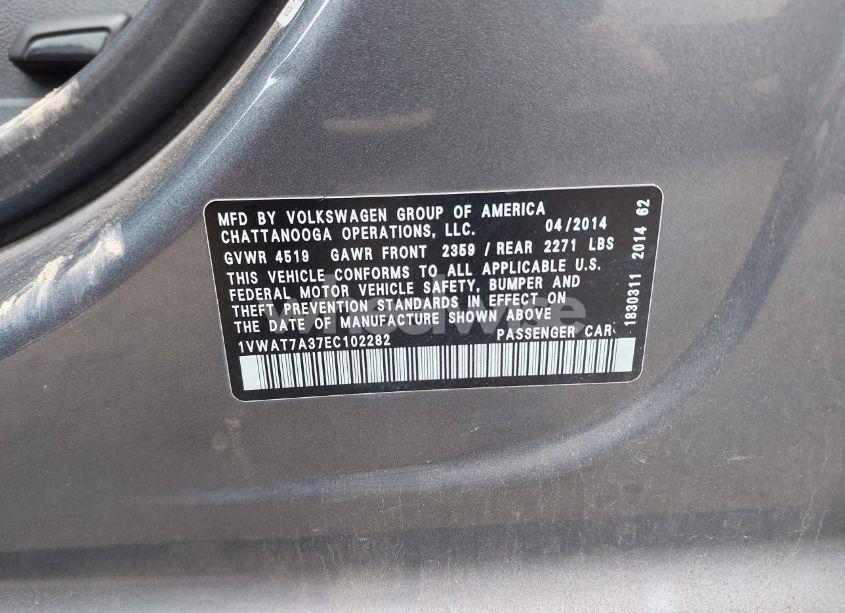 MFD BY VOLKSWAGEN GROUP OF AMERICA
CHATTANOOGA OPERATIONS, LLC. 04/2014
GVWR 4519 GAWR FRONT 2359 / REAR 2271 LBS
THIS VEHICLE CONFORMS TO ALL APPLICABLE U.S.
FEDERAL MOTOR VEHICLE SAFETY, BUMPER AND
THEFT PREVENTION STANDARDS IN EFFECT ON
THE DATE OF MANUFACTURE SHOWN ABOVE
1VWAT7A37EC102282 PASSENGER CAR
1830311 2014 62